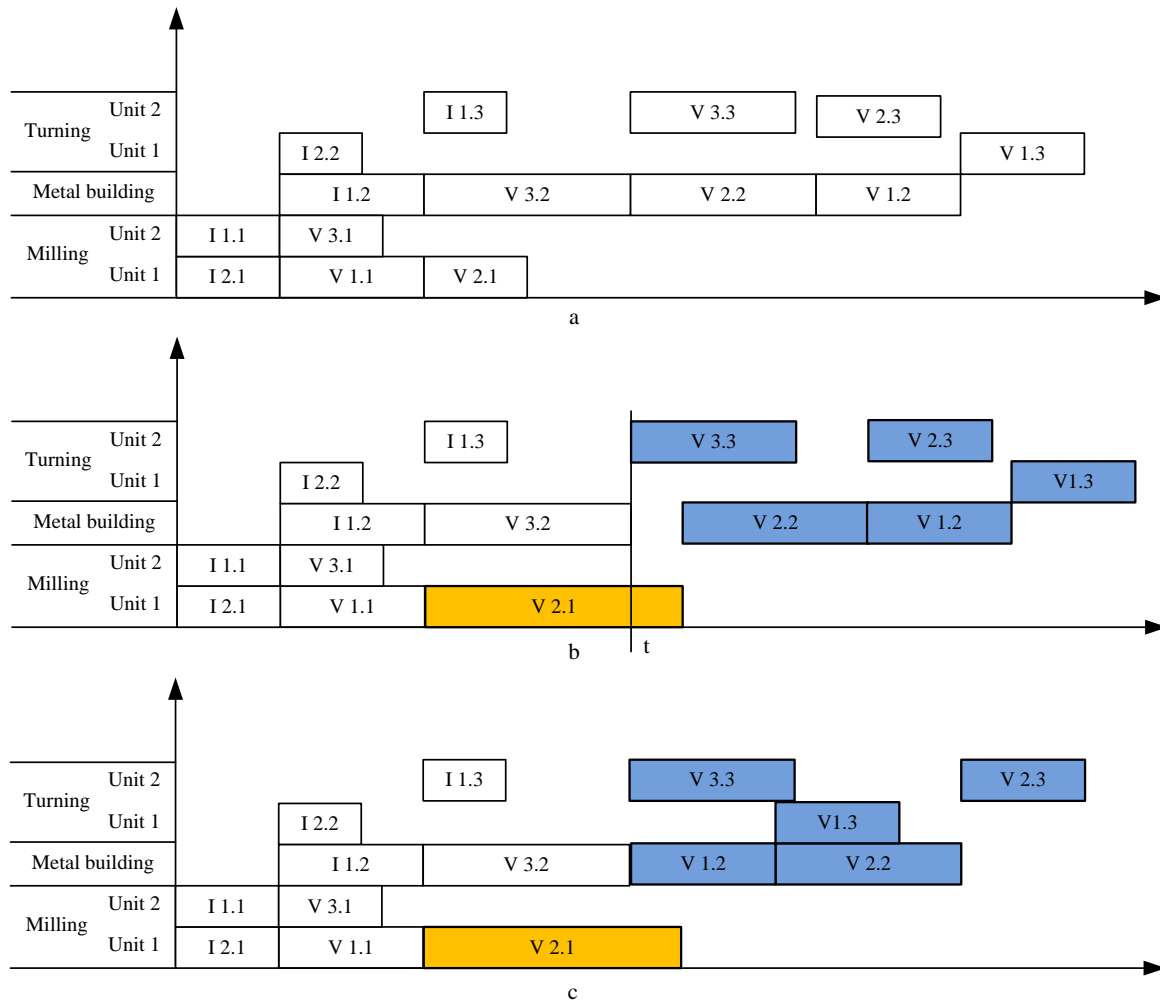 Unit 2 I 1.3 V 3.3 V 2.3
Turning
Unit 1 I 2.2 V 1.3
Metal building I 1.2 V 3.2 V 2.2 V 1.2
Unit 2 I 1.1 V 3.1
Milling
Unit 1 I 2.1 V 1.1 V 2.1
a
Unit 2 I 1.3 V 3.3 V 2.3
Turning
Unit 1 I 2.2 V1.3
Metal building I 1.2 V 3.2 V 2.2 V 1.2
Unit 2 I 1.1 V 3.1
Milling
Unit 1 I 2.1 V 1.1 V 2.1
b t
Unit 2 I 1.3 V 3.3 V 2.3
Turning
Unit 1 I 2.2 V1.3
Metal building I 1.2 V 3.2 V 1.2 V 2.2
Unit 2 I 1.1 V 3.1
Milling
Unit 1 I 2.1 V 1.1 V 2.1
c